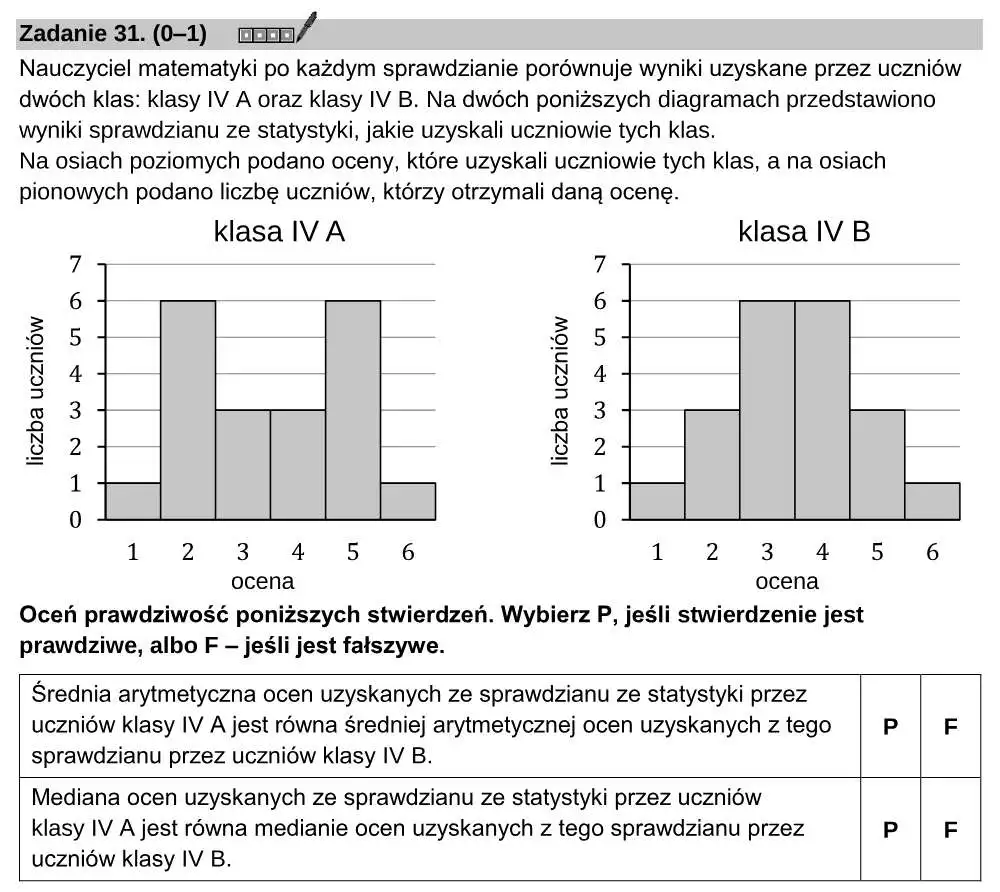 Zadanie 31. (0–1)
Nauczyciel matematyki po każdym sprawdzianie porównuje wyniki uzyskane przez uczniów
dwóch klas: klasy IV A oraz klasy IV B. Na dwóch poniższych diagramach przedstawiono
wyniki sprawdzianu ze statystyki, jakie uzyskali uczniowie tych klas.
Na osiach poziomych podano oceny, które uzyskali uczniowie tych klas, a na osiach
pionowych podano liczbę uczniów, którzy otrzymali daną ocenę.
klasa IV A
7
6
5
4
3
2
1
0
liczba uczniów
1 2 3 4 5 6
ocena
klasa IV B
7
6
5
4
3
2
1
0
liczba uczniów
1 2 3 4 5 6
ocena
Oceń prawdziwość poniższych stwierdzeń. Wybierz P, jeśli stwierdzenie jest
prawdziwe, albo F – jeśli jest fałszywe.
Średnia arytmetyczna ocen uzyskanych ze sprawdzianu ze statystyki przez
uczniów klasy IV A jest równa średniej arytmetycznej ocen uzyskanych z tego
sprawdzianu przez uczniów klasy IV B.
P F
Mediana ocen uzyskanych ze sprawdzianu ze statystyki przez uczniów
klasy IV A jest równa medianie ocen uzyskanych z tego sprawdzianu przez
uczniów klasy IV B.
P F